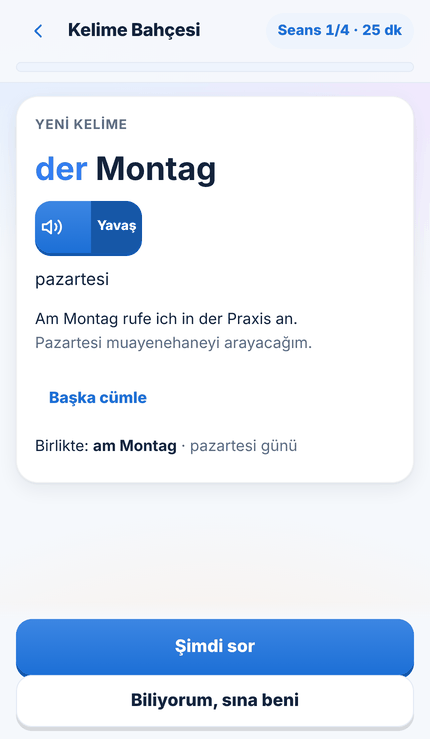 Kelime Bahçesi
Seans 1/4 · 25 dk
YENİ KELİME
der Montag
Yavaş
pazartesi
Am Montag rufe ich in der Praxis an.
Pazartesi muayenehaneyi arayacağım.
Başka cümle
Birlikte: am Montag · pazartesi günü
Şimdi sor
Biliyorum, sına beni